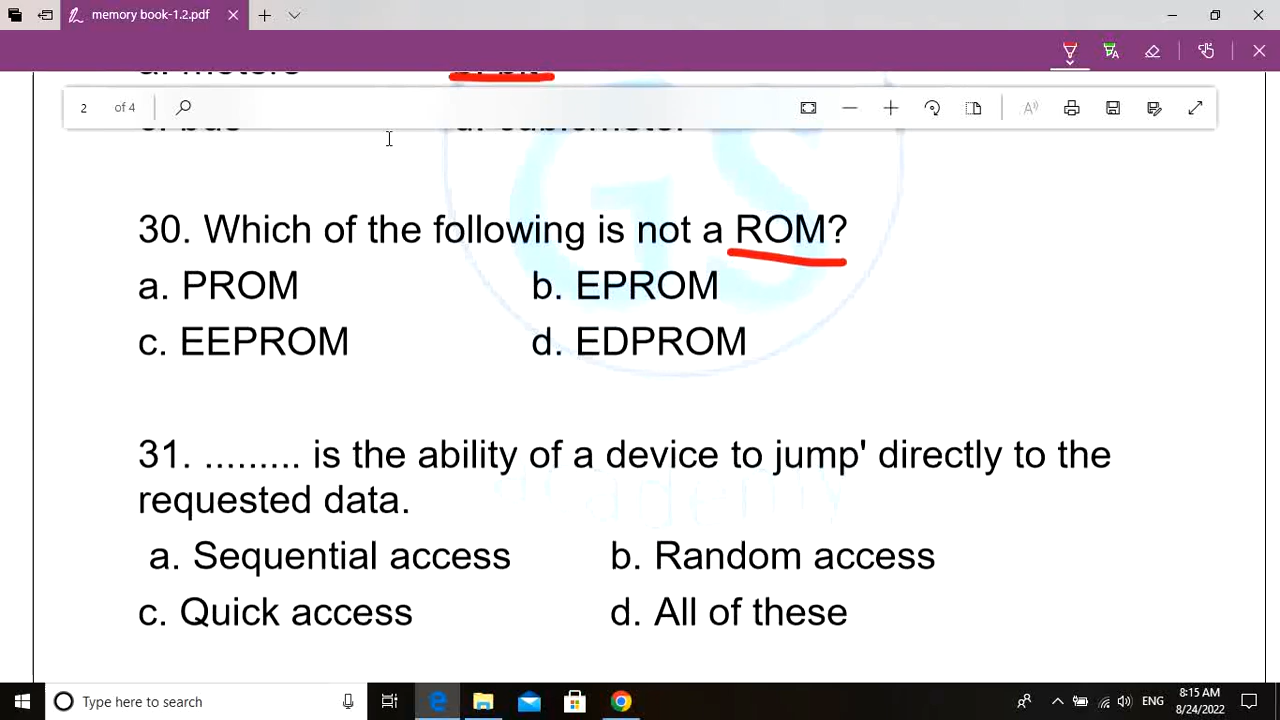 memory book-1.2.pdf
b. bit
2 of 4
30. Which of the following is not a ROM?
a. PROM b. EPROM
c. EEPROM d. EDPROM
31. ......... is the ability of a device to jump' directly to the
requested data.
a. Sequential access b. Random access
c. Quick access d. All of these
Type here to search
ENG
8:15 AM
8/24/2022